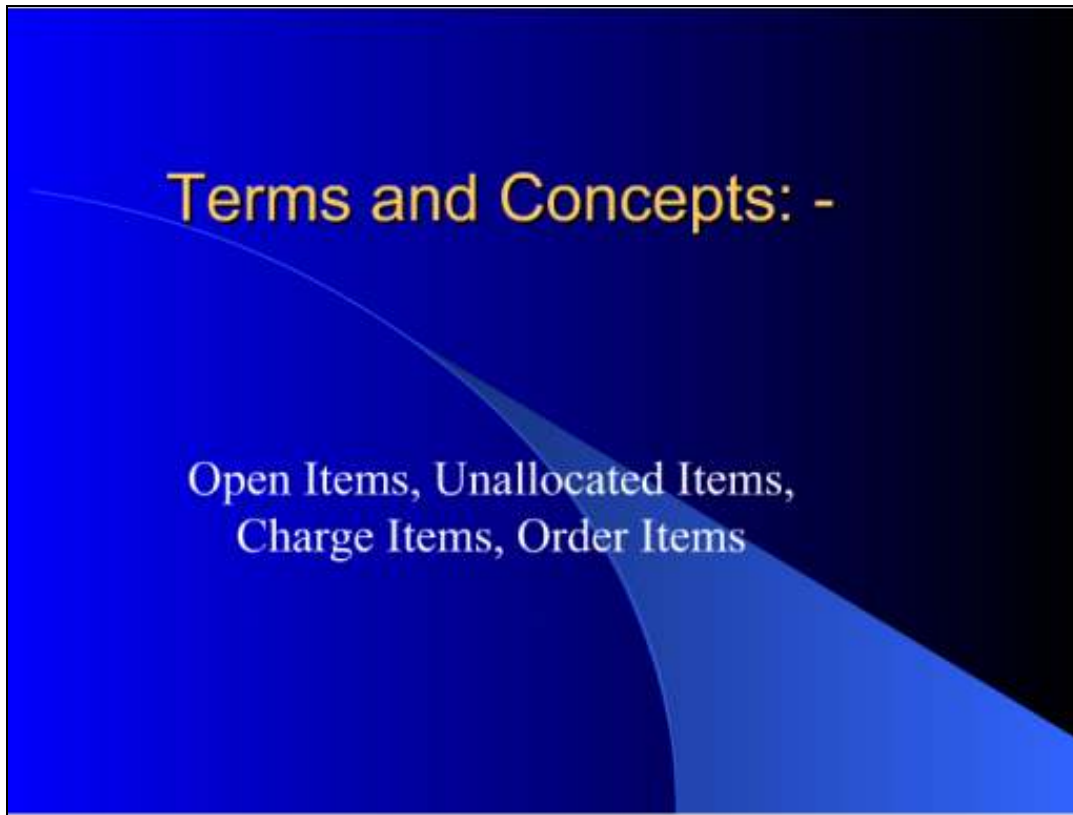 Terms and Concepts: -
Open Items, Unallocated Items,
Charge Items, Order Items